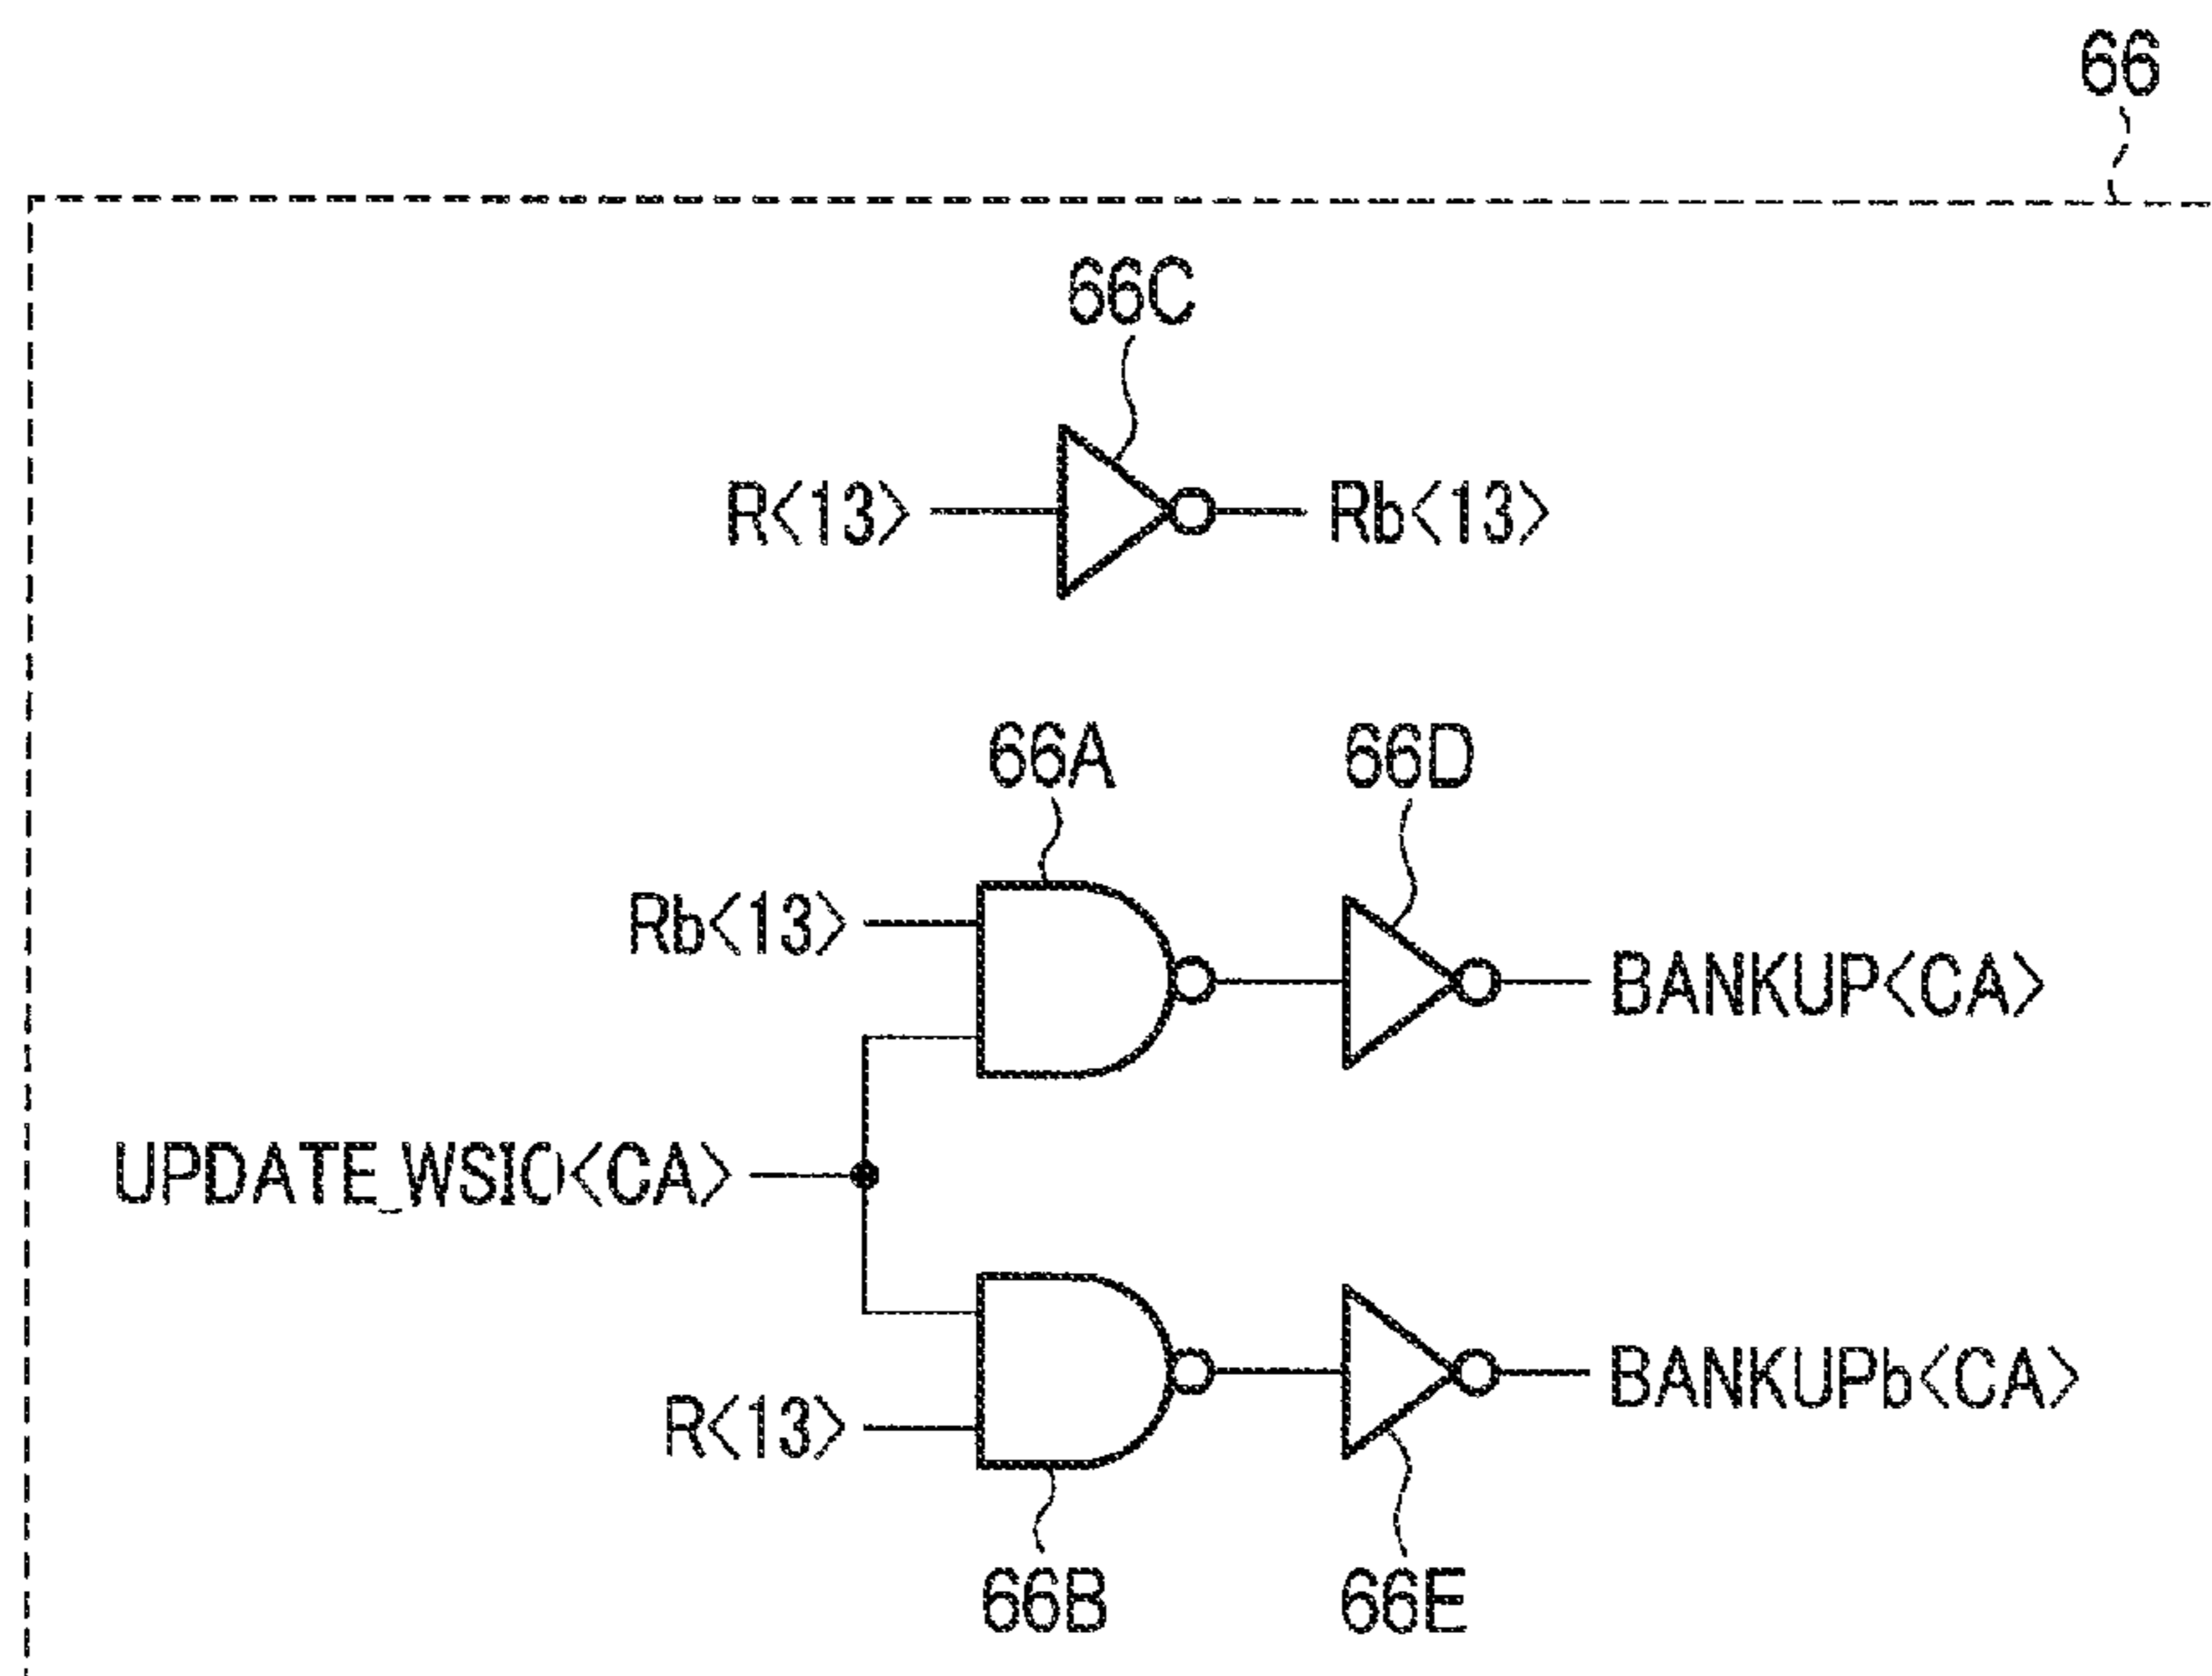 66
66C
R<13> Rb<13>
66A 66D
Rb<13>
BANKUP<CA>
UPDATE_WSIO<CA>
BANKUPb<CA>
R<13>
66B 66E